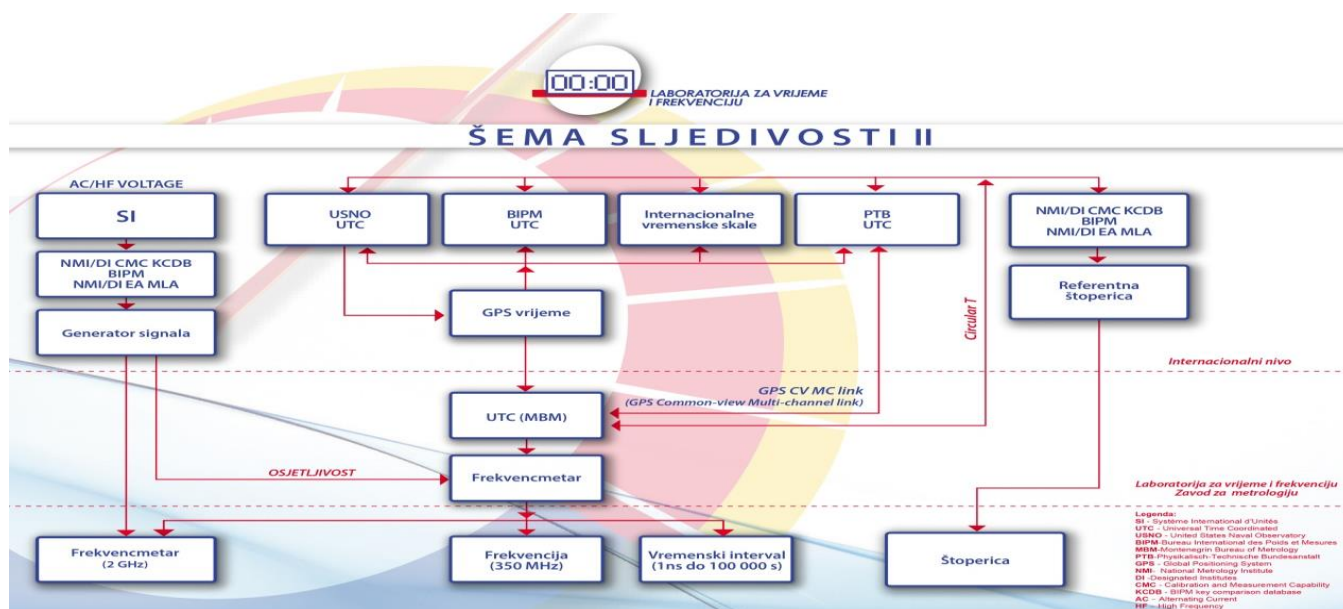 00:00
LABORATORIJA ZA VRIJEME
I FREKVENCIJU
ŠEMA SLJEDIVOSTI II
AC/HF VOLTAGE
SI
NMI/DI CMC KCDB
BIPM
NMI/DI EA MLA
Generator signala
USNO
UTC
BIPM
UTC
Internacionalne
vremenske skale
PTB
UTC
NMI/DI CMC KCDB
BIPM
NMI/DI EA MLA
GPS vrijeme
Referentna
štoperica
Circular T
Internacionalni nivo
GPS CV MC link
(GPS Common-view Multi-channel link)
UTC (MBM)
OSJETLJIVOST
Frekvencmetar
Laboratorija za vrijeme i frekvenciju
Zavod za metrologiju
Frekvencmetar
(2 GHz)
Frekvencija
(350 MHz)
Vremenski interval
(1ns do 100 000 s)
Štoperica
Legenda:
SI - Système International d'Unités
UTC - Universal Time Coordinated
USNO - United States Naval Observatory
BIPM-Bureau International des Poids et Mesures
MBM-Montenegrin Bureau of Metrology
PTB-Physikalisch-Technische Bundesanstalt
GPS - Global Positioning System
NMI- National Metrology Institute
DI -Designated Institutes
CMC - Calibration and Measurement Capability
KCDB - BIPM key comparison database
AC - Alternating Current
HF - High Frequency